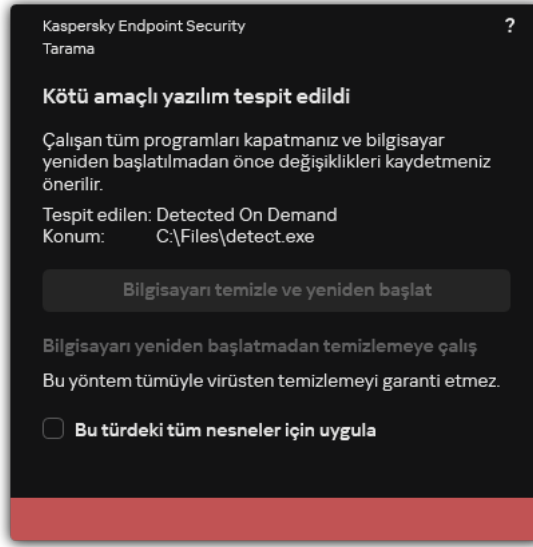 Kaspersky Endpoint Security
?
Tarama
Kötü amaçlı yazılım tespit edildi
Çalışan tüm programları kapatmanız ve bilgisayar
yeniden başlatılmadan önce değişiklikleri kaydetmeniz
önerilir.
Tespit edilen: Detected On Demand
Konum: C:\Files\detect.exe
Bilgisayarı temizle ve yeniden başlat
Bilgisayarı yeniden başlatmadan temizlemeye çalış
Bu yöntem tümüyle virüsten temizlemeyi garanti etmez.
Bu türdeki tüm nesneler için uygula